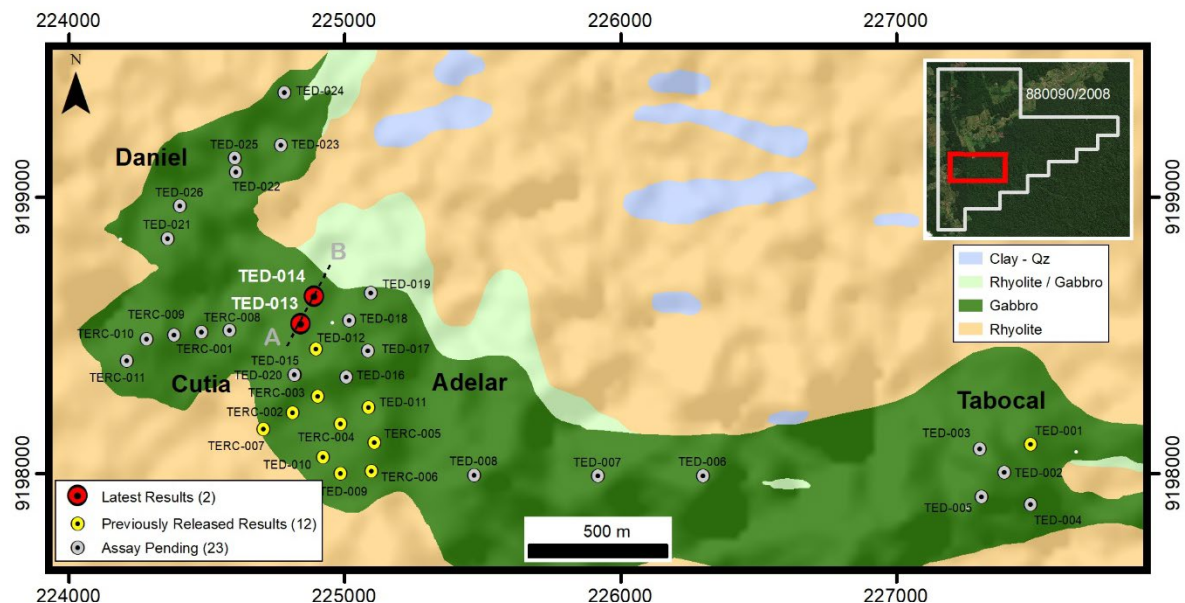 224000
225000
226000
227000
N
880090/2008
TED-024
TED-025
TED-023
Daniel
TED-022
9199000
9199000
TED-026
TED-021
B
TED-014
TED-019
TED-013
TERC-009
TERC-008
TED-018
TERC-010
A
TED-012
TERC-001
TED-015
TED-017
TERC-011
TED-020
TED-016
Cutia
Adelar
TERC-003
TERC-002
TED-011
TERC-004
TERC-007
TERC-005
TED-010
TERC-006
TED-009
TED-008
TED-007
TED-006
Tabocal
TED-003
TED-001
TED-002
TED-005
TED-004
9198000
9198000
Clay - Qz
Rhyolite / Gabbro
Gabbro
Rhyolite
Latest Results (2)
Previously Released Results (12)
Assay Pending (23)
500 m
224000
225000
226000
227000